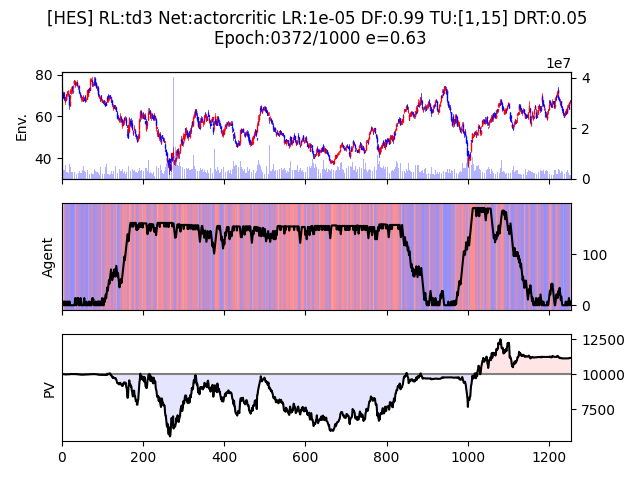 [HES] RL:td3 Net:actorcritic LR:1e-05 DF:0.99 TU:[1,15] DRT:0.05
Epoch:0372/1000 e=0.63
1e7
80
60
40
Env.
4
2
0
Agent
100
0
PV
12500
10000
7500
0 200 400 600 800 1000 1200